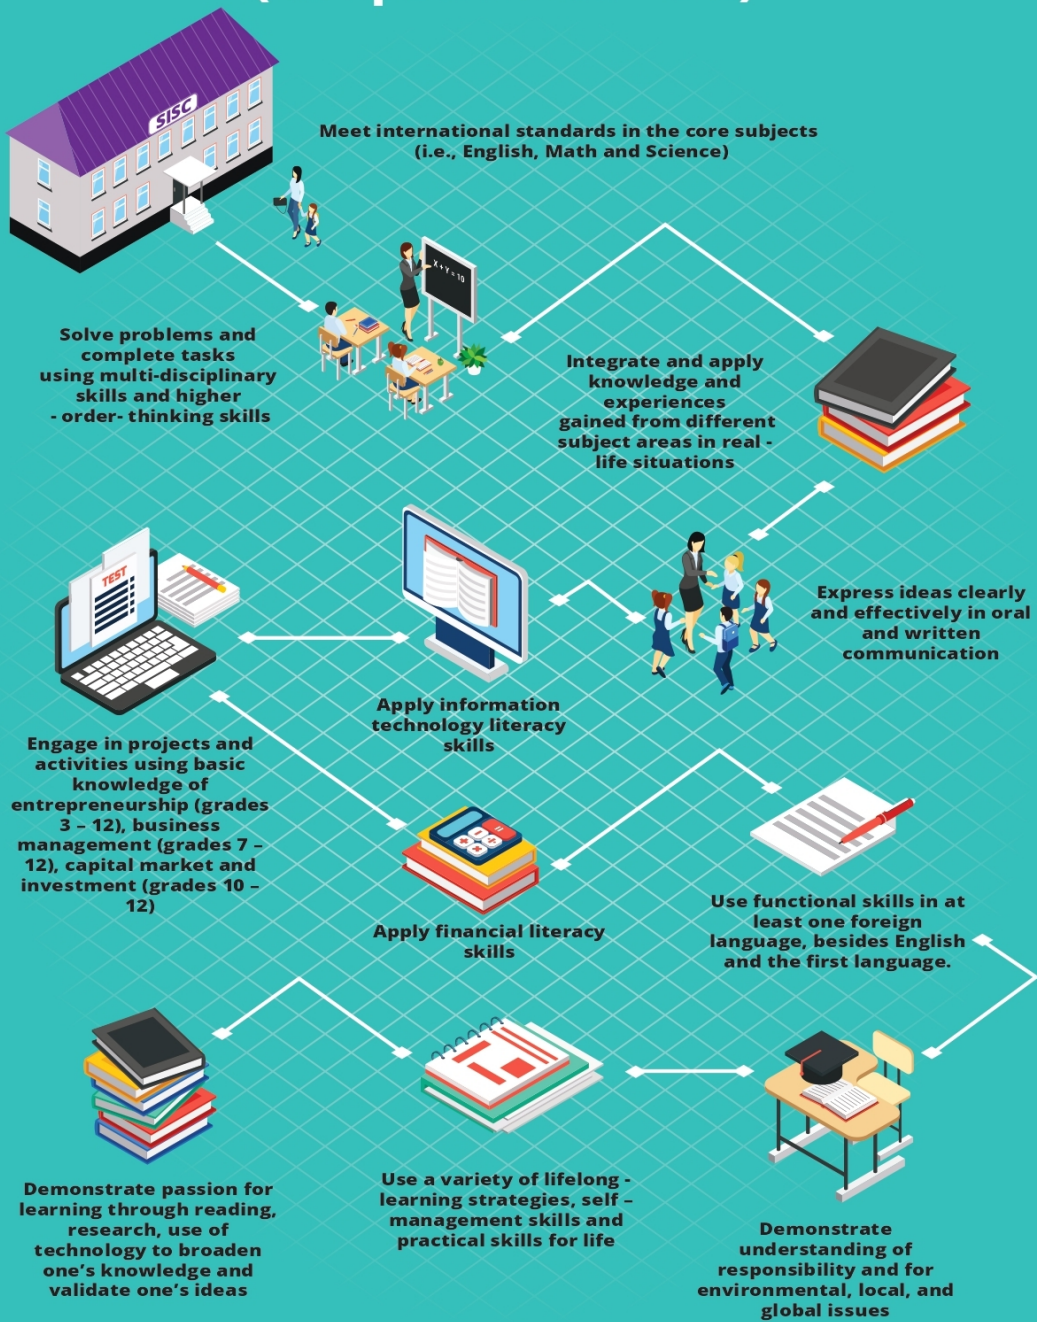 SISC
Meet international standards in the core subjects
(i.e., English, Math and Science)
X + Y = 10
Solve problems and
complete tasks
using multi-disciplinary
skills and higher
- order- thinking skills
Integrate and apply
knowledge and
experiences
gained from different
subject areas in real -
life situations
TEST
Express ideas clearly
and effectively in oral
and written
communication
Apply information
technology literacy
skills
Engage in projects and
activities using basic
knowledge of
entrepreneurship (grades
3 – 12), business
management (grades 7 –
12), capital market and
investment (grades 10 –
12)
Apply financial literacy
skills
Use functional skills in at
least one foreign
language, besides English
and the first language.
Demonstrate passion for
learning through reading,
research, use of
technology to broaden
one's knowledge and
validate one's ideas
Use a variety of lifelong -
learning strategies, self –
management skills and
practical skills for life
Demonstrate
understanding of
responsibility and for
environmental, local, and
global issues